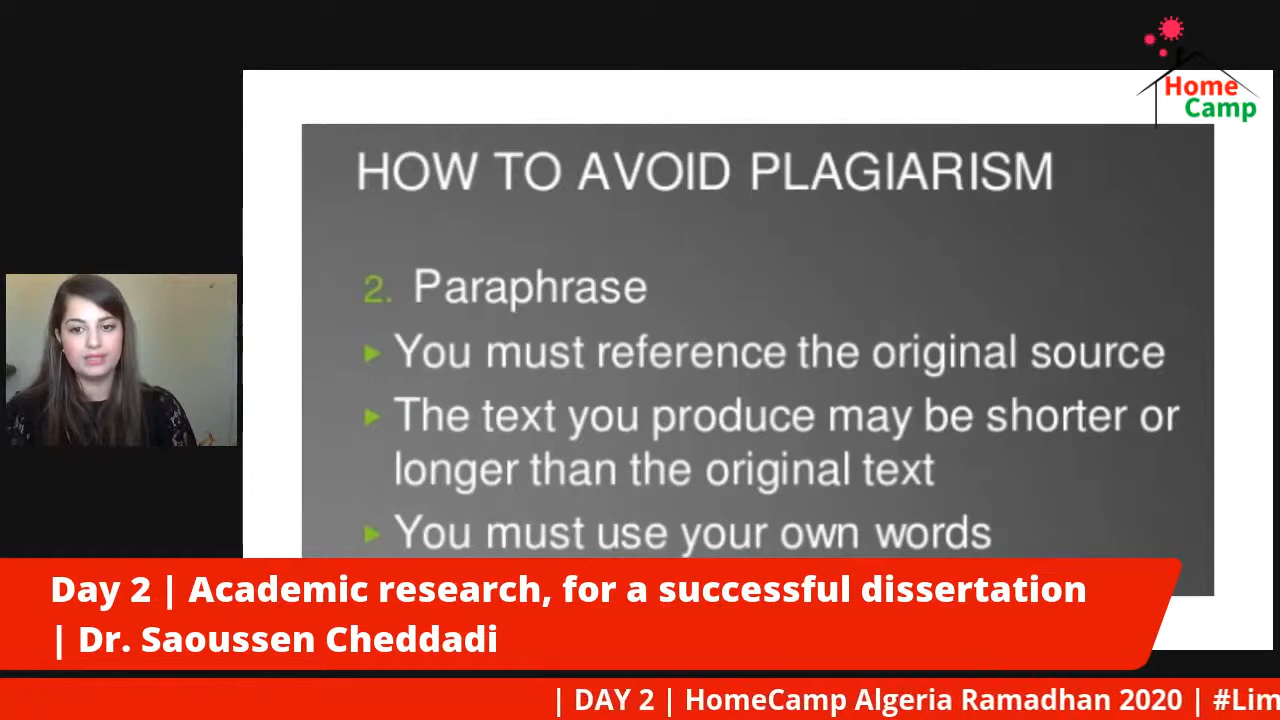 Home
Camp
HOW TO AVOID PLAGIARISM
2. Paraphrase
You must reference the original source
The text you produce may be shorter or
longer than the original text
You must use your own words
Day 2 | Academic research, for a successful dissertation
| Dr. Saoussen Cheddadi
| DAY 2 | HomeCamp Algeria Ramadhan 2020 | #Lim